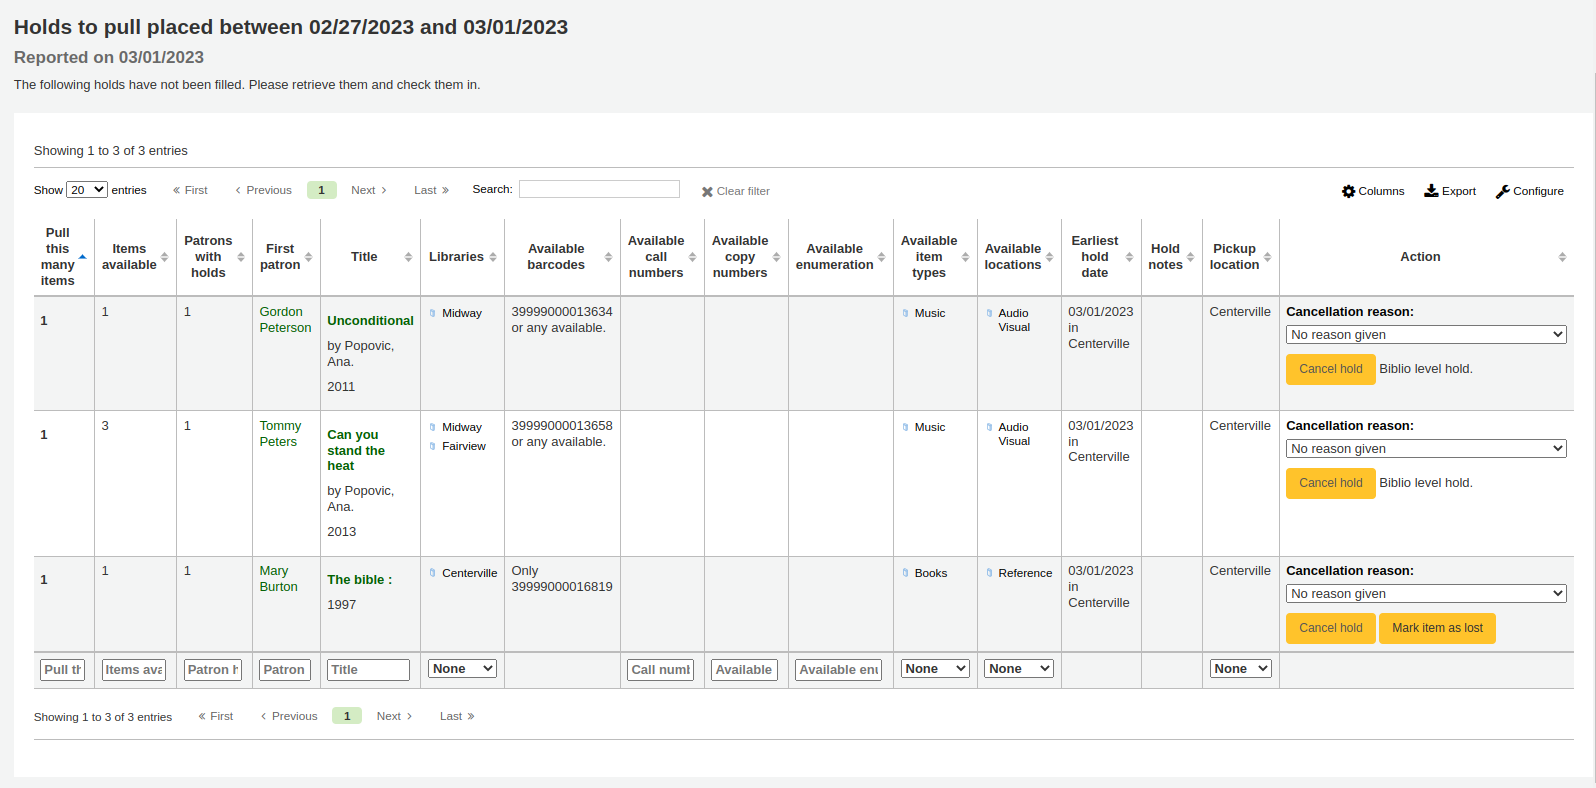 Holds to pull placed between 02/27/2023 and 03/01/2023
Reported on 03/01/2023
The following holds have not been filled. Please retrieve them and check them in.
Showing 1 to 3 of 3 entries
Show 20 entries « First ‹ Previous 1 Next › Last » Search: Clear filter Columns Export Configure
Pull this many items
Items available
Patrons with holds
First patron
Title
Libraries
Available barcodes
Available call numbers
Available copy numbers
Available enumeration
Available item types
Available locations
Earliest hold date
Hold notes
Pickup location
Action
1
1
1
Gordon Peterson
Unconditional
by Popovic, Ana.
2011
Midway
39999000013634 or any available.
Music
Audio Visual
03/01/2023 in Centerville
Centerville
Cancellation reason:
No reason given
Cancel hold Biblio level hold.
1
3
1
Tommy Peters
Can you stand the heat
by Popovic, Ana.
2013
Midway
Fairview
39999000013658 or any available.
Music
Audio Visual
03/01/2023 in Centerville
Centerville
Cancellation reason:
No reason given
Cancel hold Biblio level hold.
1
1
1
Mary Burton
The bible :
1997
Centerville
Only 39999000016819
Books
Reference
03/01/2023 in Centerville
Centerville
Cancellation reason:
No reason given
Cancel hold Mark item as lost
Pull th Items ava Patron h Patron Title None Call numb Available Available enu None None None
Showing 1 to 3 of 3 entries « First ‹ Previous 1 Next › Last »